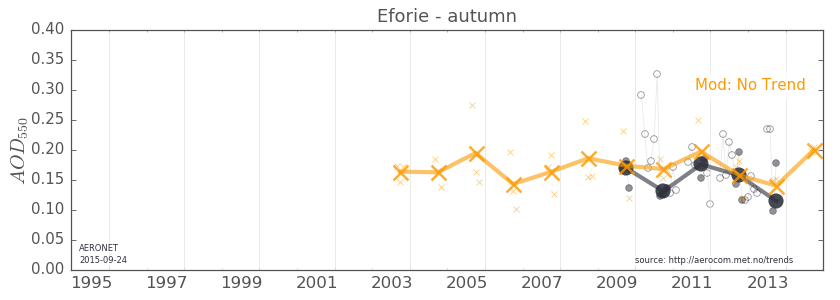 Eforie - autumn
AOD550
0.40
0.35
0.30
0.25
0.20
0.15
0.10
0.05
0.00
Mod: No Trend
AERONET
2015-09-24
source: http://aerocom.met.no/trends
1995 1997 1999 2001 2003 2005 2007 2009 2011 2013